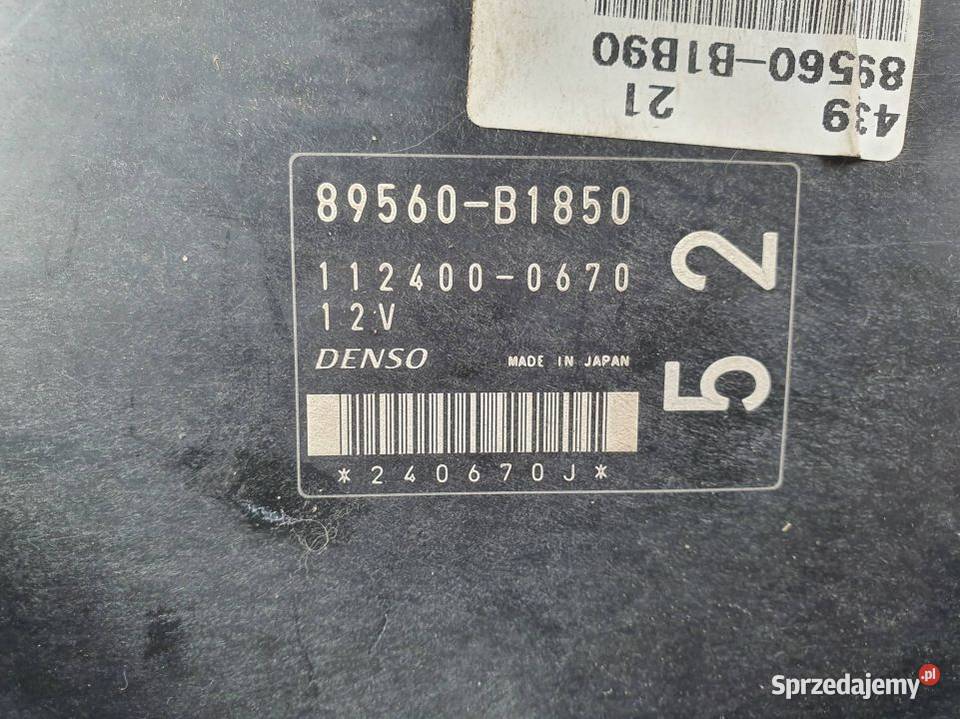 439 21
89560-B1B90
89560-B1850
112400-0670
12V
DENSO MADE IN JAPAN
*240670J*
52
Sprzedajemy.pl